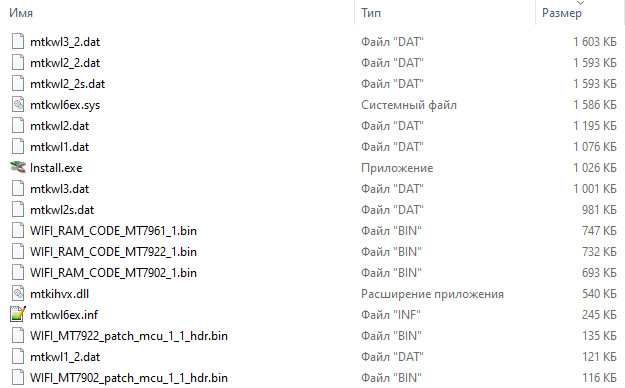 Имя Тип Размер
mtkwl3_2.dat Файл "DAT" 1 603 КБ
mtkwl2_2.dat Файл "DAT" 1 593 КБ
mtkwl2_2s.dat Файл "DAT" 1 593 КБ
mtkwl6ex.sys Системный файл 1 586 КБ
mtkwl2.dat Файл "DAT" 1 195 КБ
mtkwl1.dat Файл "DAT" 1 076 КБ
Install.exe Приложение 1 026 КБ
mtkwl3.dat Файл "DAT" 1 001 КБ
mtkwl2s.dat Файл "DAT" 981 КБ
WIFI_RAM_CODE_MT7961_1.bin Файл "BIN" 747 КБ
WIFI_RAM_CODE_MT7922_1.bin Файл "BIN" 732 КБ
WIFI_RAM_CODE_MT7902_1.bin Файл "BIN" 693 КБ
mtkihvx.dll Расширение приложения 540 КБ
mtkwl6ex.inf Файл "INF" 245 КБ
WIFI_MT7922_patch_mcu_1_1_hdr.bin Файл "BIN" 135 КБ
mtkwl1_2.dat Файл "DAT" 121 КБ
WIFI_MT7902_patch_mcu_1_1_hdr.bin Файл "BIN" 116 КБ